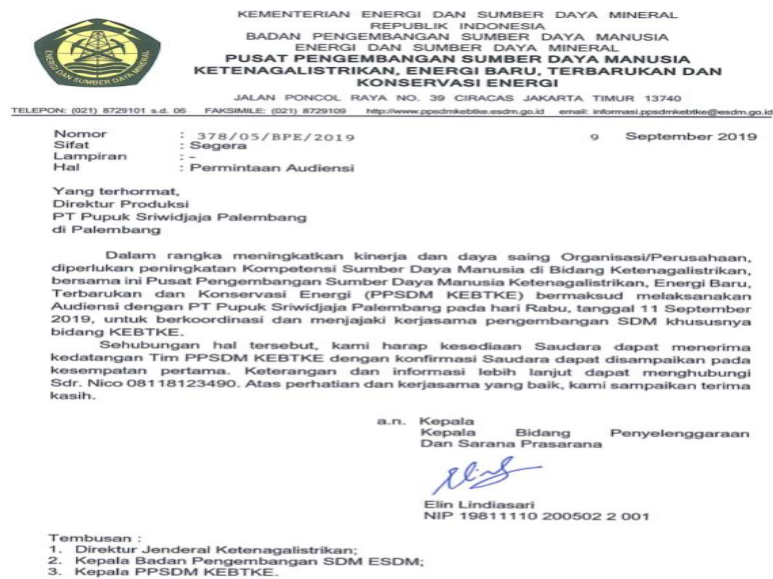 KEMENTERIAN ENERGI DAN SUMBER DAYA MINERAL
REPUBLIK INDONESIA
BADAN PENGEMBANGAN SUMBER DAYA MANUSIA
ENERGI DAN SUMBER DAYA MINERAL
PUSAT PENGEMBANGAN SUMBER DAYA MANUSIA
KETENAGALISTRIKAN, ENERGI BARU, TERBARUKAN DAN
KONSERVASI ENERGI
ENERGI DAN SUMBER DAYA MINERAL
JALAN PONCOL RAYA NO. 39 CIRACAS JAKARTA TIMUR 13740
TELEPON: (021) 8729101 s.d. 06 FAKSIMILE: (021) 8729109 http://www.ppsdmkebtke.esdm.go.id email: informasi.ppsdmkebtke@esdm.go.id
Nomor : 378/05/BPE/2019 9 September 2019
Sifat : Segera
Lampiran : -
Hal : Permintaan Audiensi
Yang terhormat,
Direktur Produksi
PT Pupuk Sriwidjaja Palembang
di Palembang
Dalam rangka meningkatkan kinerja dan daya saing Organisasi/Perusahaan,
diperlukan peningkatan Kompetensi Sumber Daya Manusia di Bidang Ketenagalistrikan,
bersama ini Pusat Pengembangan Sumber Daya Manusia Ketenagalistrikan, Energi Baru,
Terbarukan dan Konservasi Energi (PPSDM KEBTKE) bermaksud melaksanakan
Audiensi dengan PT Pupuk Sriwidjaja Palembang pada hari Rabu, tanggal 11 September
2019, untuk berkoordinasi dan menjajaki kerjasama pengembangan SDM khususnya
bidang KEBTKE.
Sehubungan hal tersebut, kami harap kesediaan Saudara dapat menerima
kedatangan Tim PPSDM KEBTKE dengan konfirmasi Saudara dapat disampaikan pada
kesempatan pertama. Keterangan dan informasi lebih lanjut dapat menghubungi
Sdr. Nico 08118123490. Atas perhatian dan kerjasama yang baik, kami sampaikan terima
kasih.
a.n. Kepala
Kepala Bidang Penyelenggaraan
Dan Sarana Prasarana
Elin Lindiasari
NIP 19811110 200502 2 001
Tembusan :
1. Direktur Jenderal Ketenagalistrikan;
2. Kepala Badan Pengembangan SDM ESDM;
3. Kepala PPSDM KEBTKE.